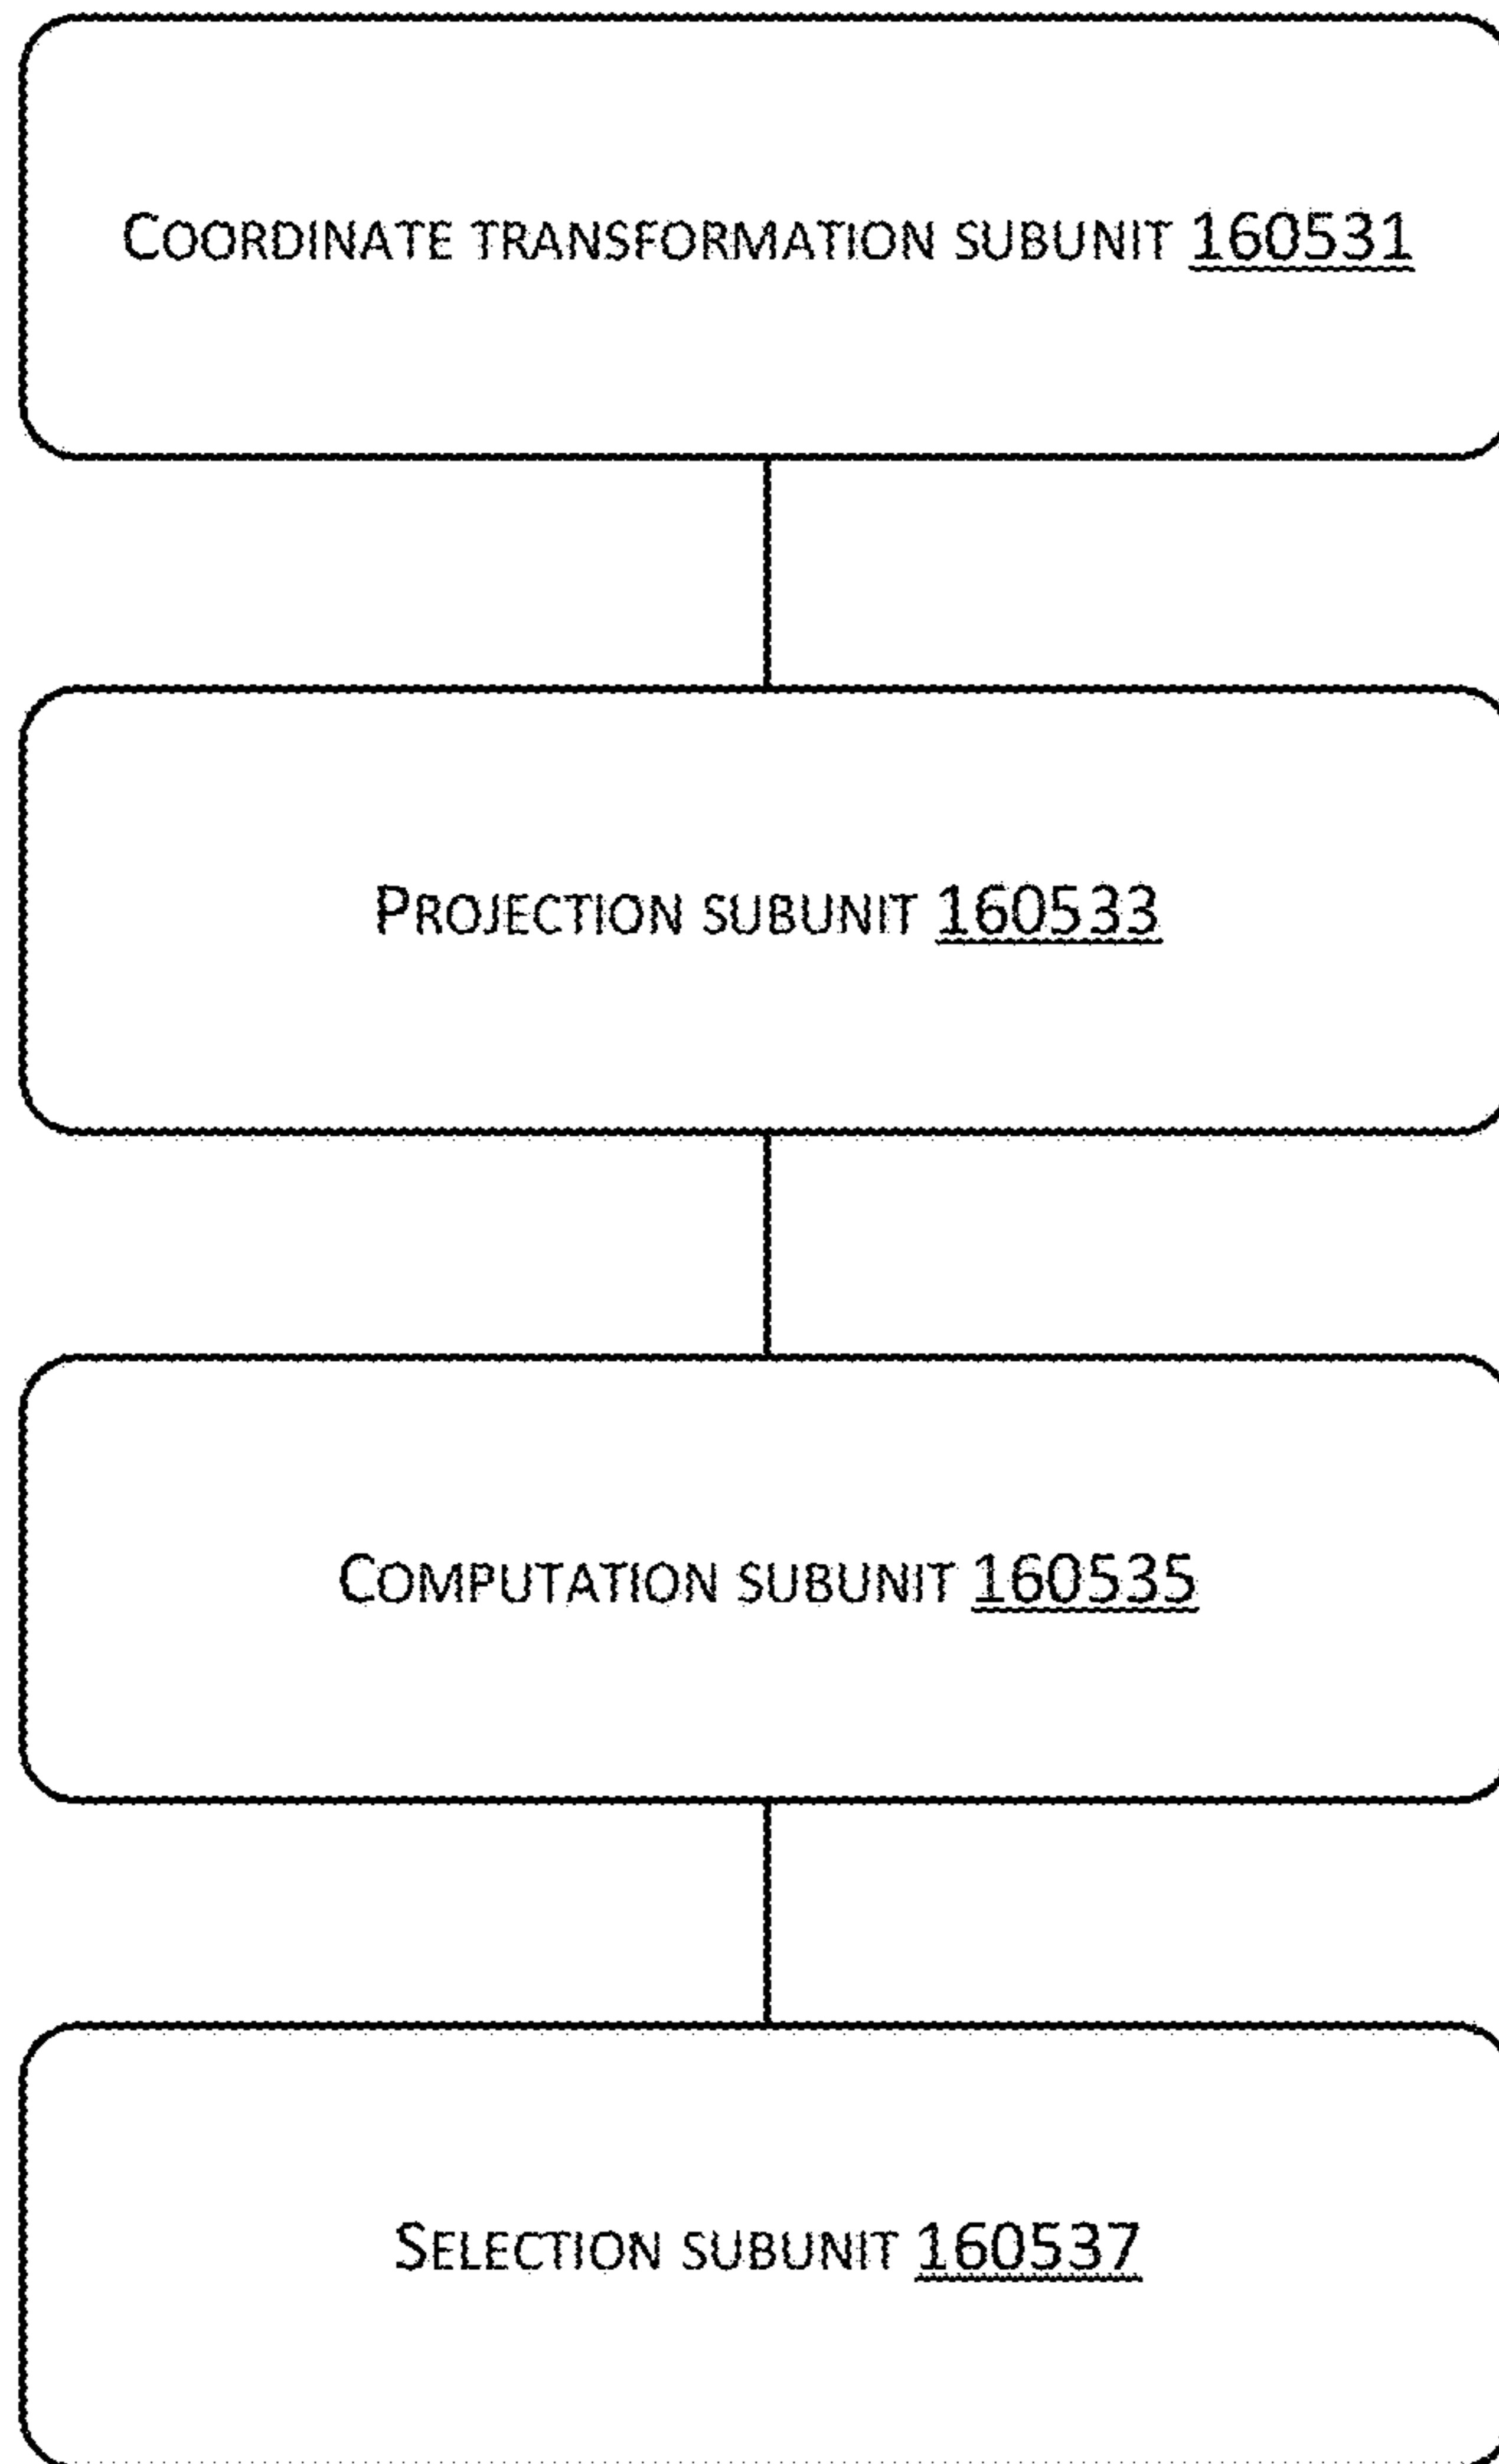 COORDINATE TRANSFORMATION SUBUNIT 160531
PROJECTION SUBUNIT 160533
COMPUTATION SUBUNIT 160535
SELECTION SUBUNIT 160537